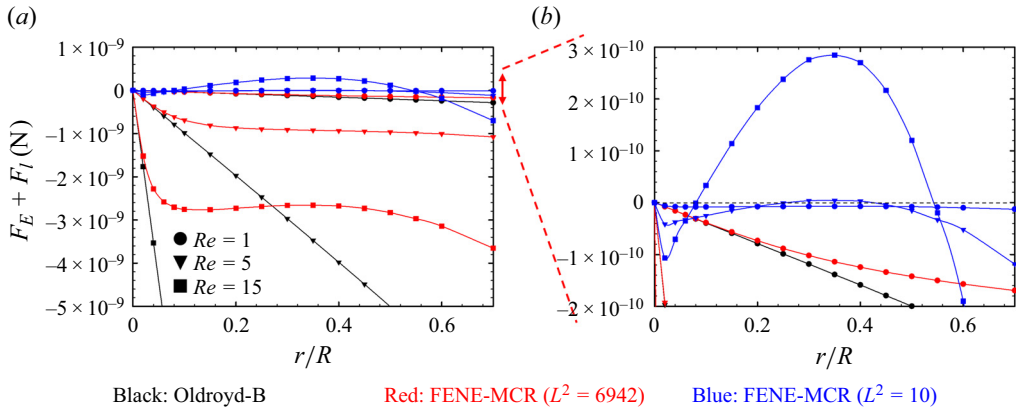 (a)
(b)
F_E + F_l (N)
1 × 10⁻⁹
0
−1 × 10⁻⁹
−2 × 10⁻⁹
−3 × 10⁻⁹
−4 × 10⁻⁹
−5 × 10⁻⁹
Re = 1
Re = 5
Re = 15
0 0.2 0.4 0.6
r/R
3 × 10⁻¹⁰
2 × 10⁻¹⁰
1 × 10⁻¹⁰
0
−1 × 10⁻¹⁰
−2 × 10⁻¹⁰
0 0.2 0.4 0.6
r/R
Black: Oldroyd-B Red: FENE-MCR (L² = 6942) Blue: FENE-MCR (L² = 10)